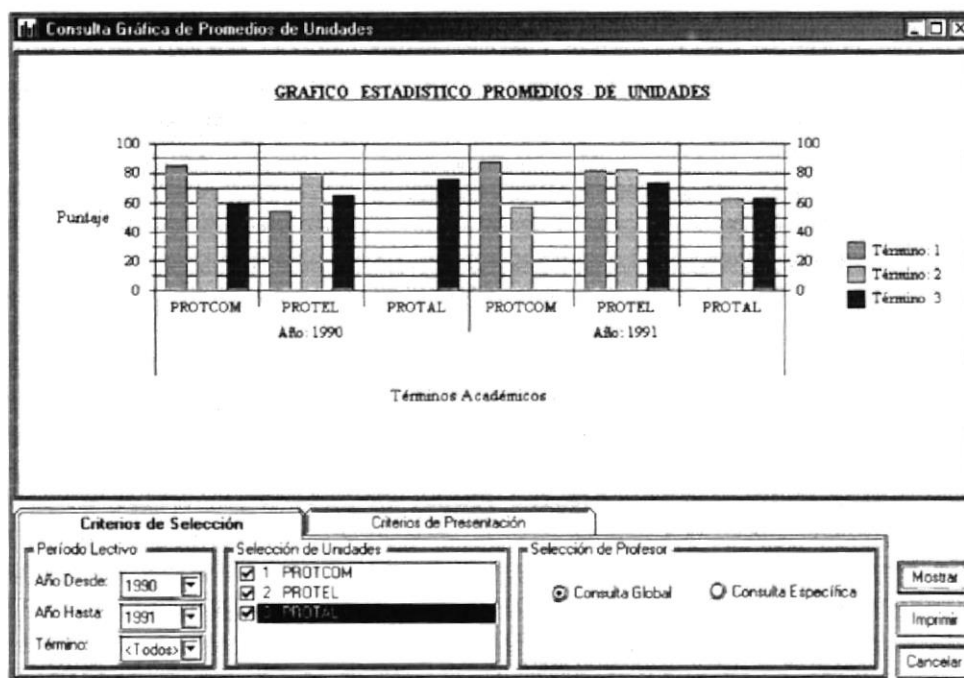 Consulta Gráfica de Promedios de Unidades
GRAFICO ESTADISTICO PROMEDIOS DE UNIDADES
100
80
60
40
20
0
Puntaje
100
80
60
40
20
0
Término: 1
Término: 2
Término 3
PROTCOM PROTEL PROTAL PROTCOM PROTEL PROTAL
Año: 1990 Año: 1991
Términos Académicos
Criterios de Selección Criterios de Presentación
Período Lectivo
Año Desde: 1990
Año Hasta: 1991
Término: <Todos>
Selección de Unidades
1 PROTCOM
2 PROTEL
3 PROTAL
Selección de Profesor
Consulta Global Consulta Específica
Mostrar
Imprimir
Cancelar